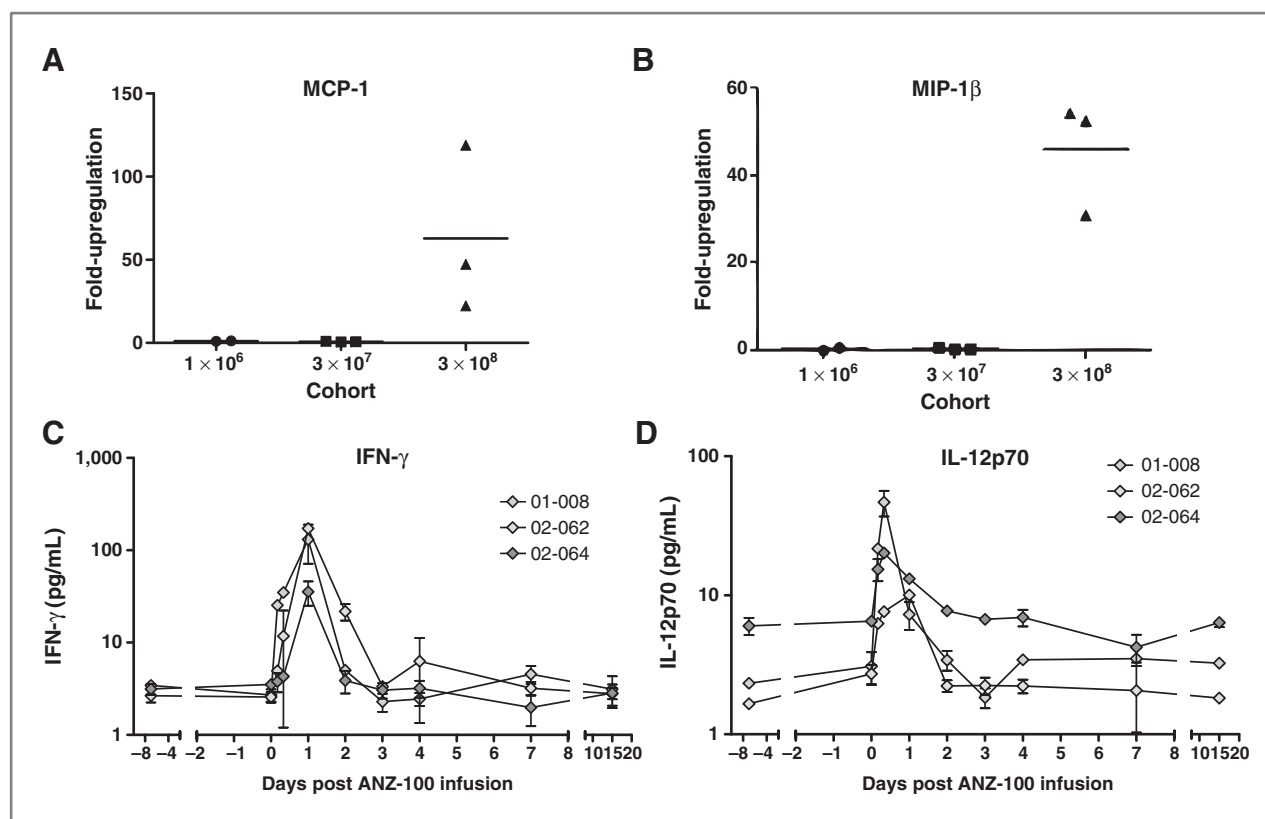 A
MCP-1
Fold-upregulation
150
100
50
0
1 × 10⁶
3 × 10⁷
3 × 10⁸
Cohort
B
MIP-1β
Fold-upregulation
60
40
20
0
1 × 10⁶
3 × 10⁷
3 × 10⁸
Cohort
C
IFN-γ
IFN-γ (pg/mL)
1,000
100
10
1
01-008
02-062
02-064
–8 –4 –2 –1 0 1 2 3 4 5 6 7 8 101520
Days post ANZ-100 infusion
D
IL-12p70
IL-12p70 (pg/mL)
100
10
1
01-008
02-062
02-064
–8 –4 –2 –1 0 1 2 3 4 5 6 7 8 101520
Days post ANZ-100 infusion